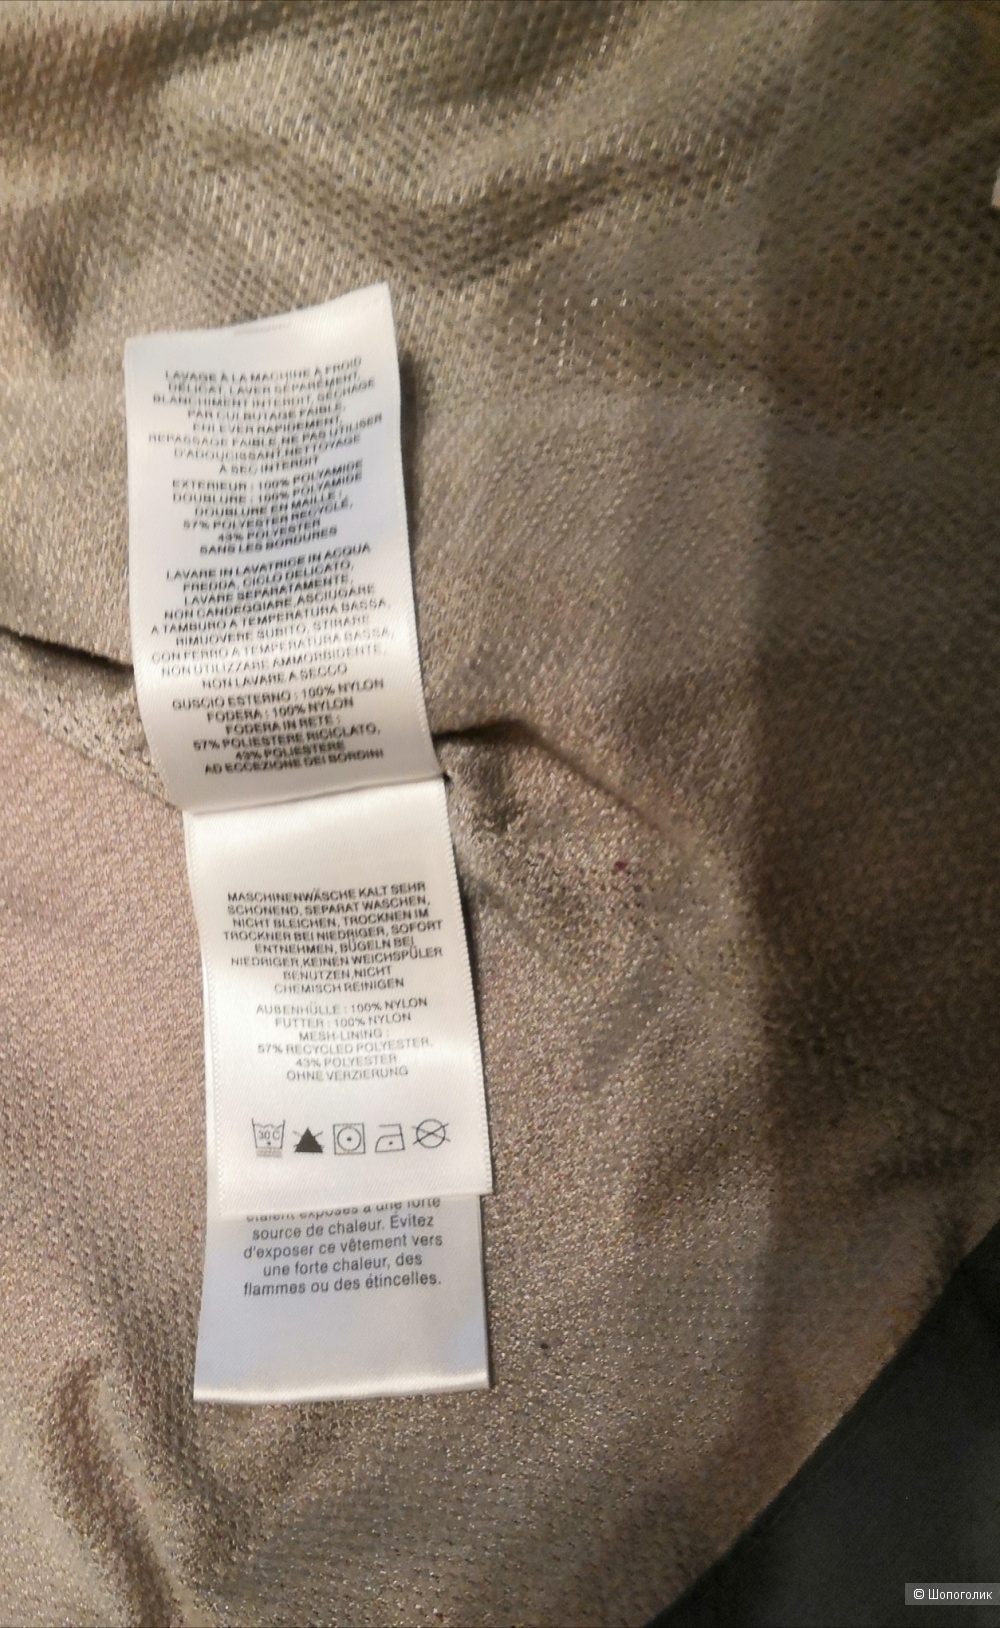 LAVAGE À LA MACHINE A FROID
DÉLICAT, LAVER SÉPARÉMENT,
BLANCHIMENT INTERDIT, SÉCHAGE
PAR CULBUTAGE FAIBLE,
ENLEVER RAPIDEMENT,
REPASSAGE FAIBLE,NE PAS UTILISER
D'ADOUCISSANT,NETTOYAGE
À SEC INTERDIT
EXTERIEUR : 100% POLYAMIDE
DOUBLURE : 100% POLYAMIDE
DOUBLURE EN MAILLE :
57% POLYESTER RECYCLÉ,
43% POLYESTER
SANS LES BORDURES
LAVARE IN LAVATRICE IN ACQUA
FREDDA, CICLO DELICATO,
LAVARE SEPARATAMENTE,
NON CANDEGGIARE,ASCIUGARE
A TAMBURO A TEMPERATURA BASSA,
RIMUOVERE SUBITO, STIRARE
CON FERRO A TEMPERATURA BASSA,
NON UTILIZZARE AMMORBIDENTE,
NON LAVARE A SECCO
GUSCIO ESTERNO : 100% NYLON
FODERA : 100% NYLON
FODERA IN RETE :
57% POLIESTERE RICICLATO,
43% POLIESTERE
AD ECCEZIONE DEI BORDINI
MASCHINENWÄSCHE KALT SEHR
SCHONEND, SEPARAT WASCHEN,
NICHT BLEICHEN, TROCKNEN IM
TROCKNER BEI NIEDRIGER, SOFORT
ENTNEHMEN, BÜGELN BEI
NIEDRIGER,KEINEN WEICHSPÜLER
BENUTZEN,NICHT
CHEMISCH REINIGEN
AUßENHÜLLE : 100% NYLON
FUTTER : 100% NYLON
MESH-LINING :
57% RECYCLED POLYESTER,
43% POLYESTER
OHNE VERZIERUNG
30 C
étaient exposés à une forte
source de chaleur. Évitez
d'exposer ce vêtement vers
une forte chaleur, des
flammes ou des étincelles.
© Шопоголик